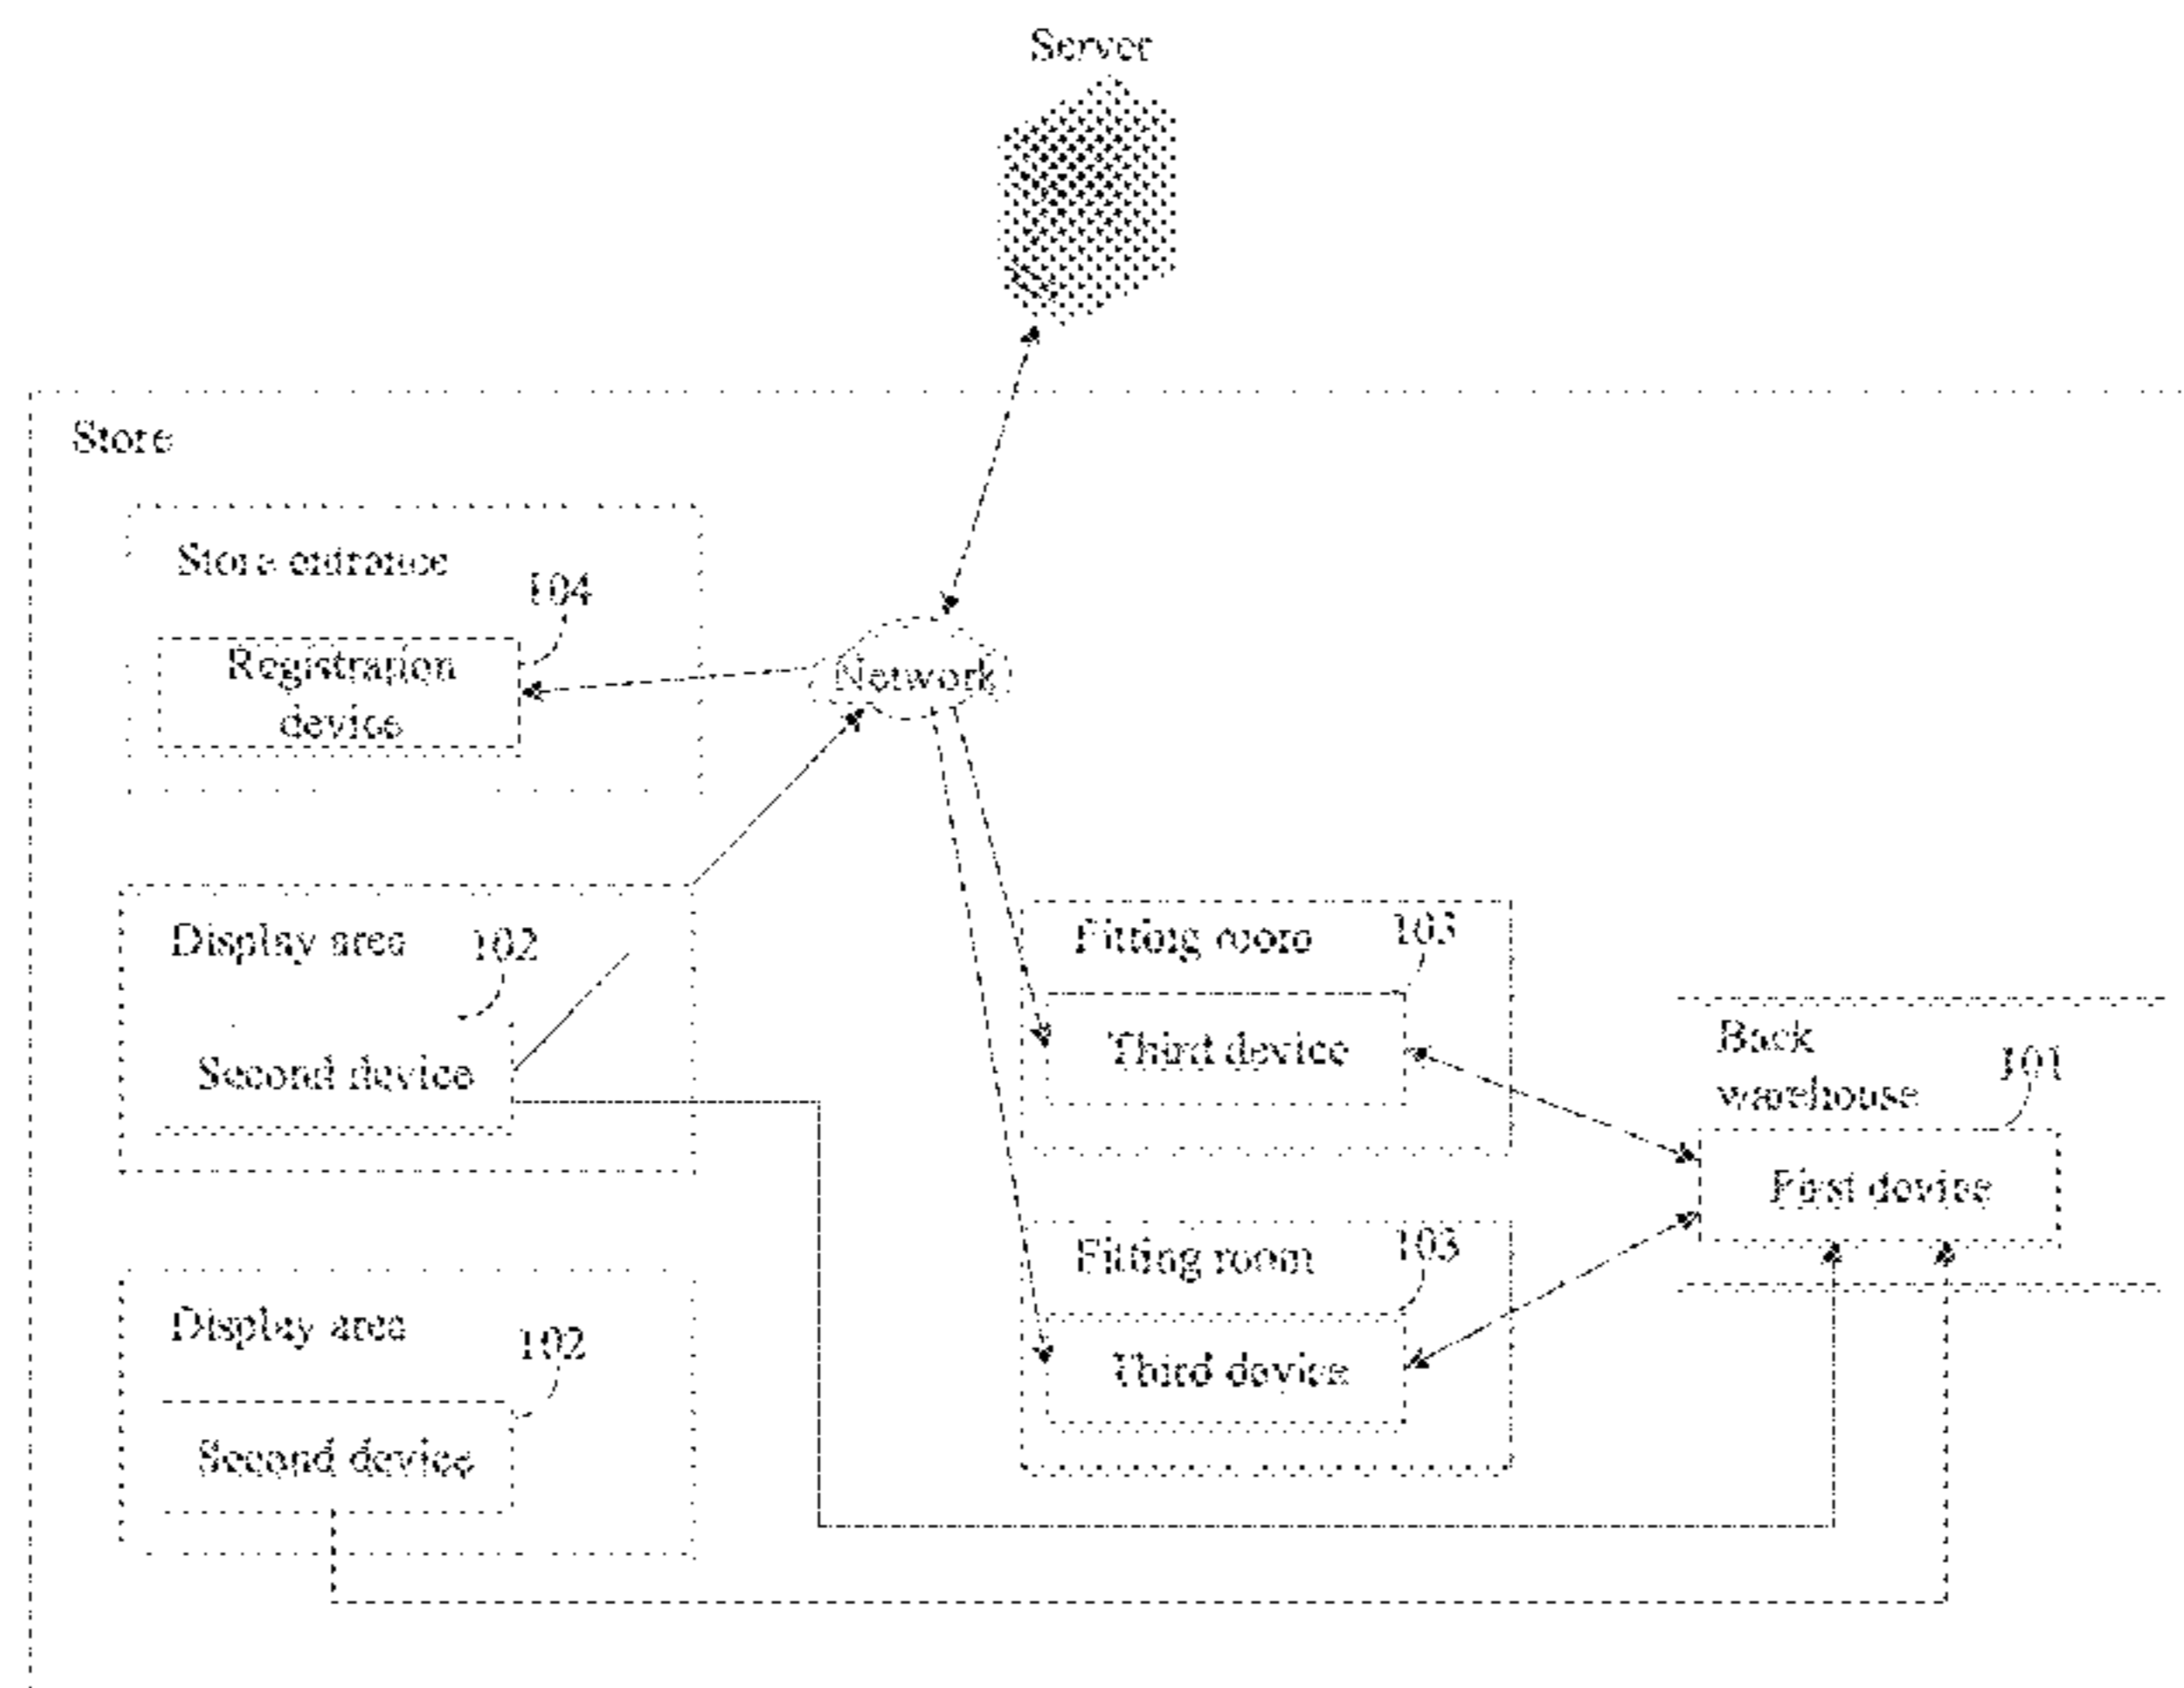 Server
Store
Store entrance
104
Registration
device
Network
Display area
102
Second device
Fitting room
103
Third device
Back
warehouse
101
First device
Fitting room
103
Third device
Display area
102
Second device